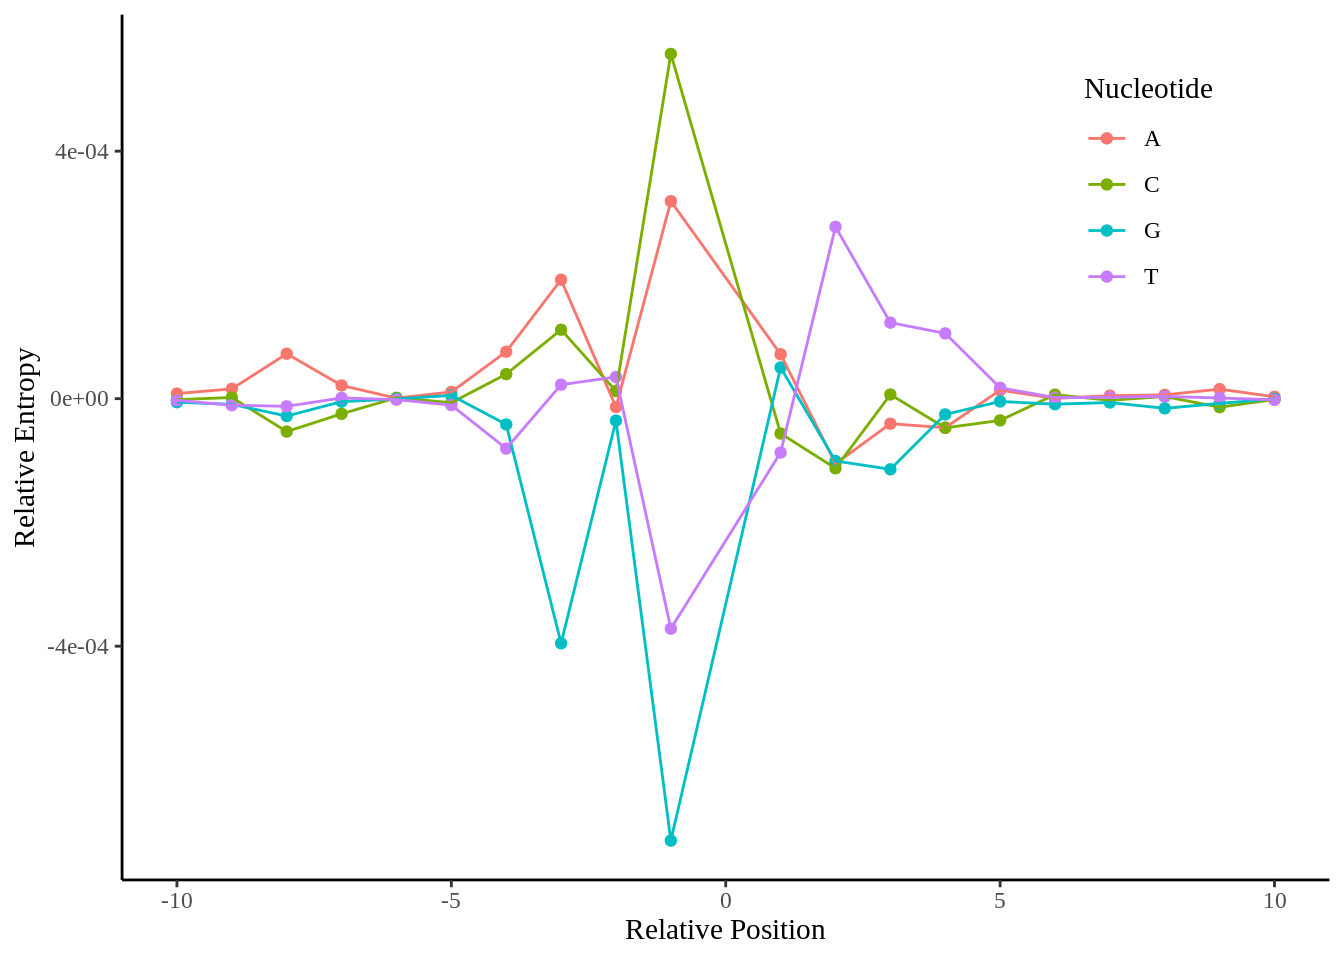 Nucleotide
A
C
G
T
4e-04
0e+00
-4e-04
Relative Entropy
-10
-5
0
5
10
Relative Position